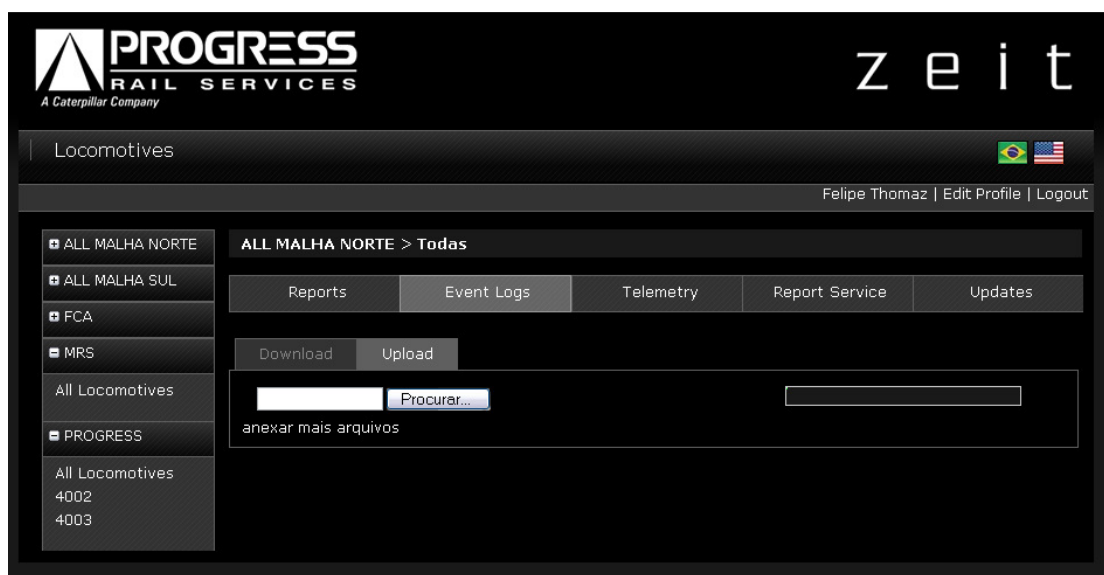 PROGRESS
RAIL SERVICES
A Caterpillar Company
zeit
Locomotives
Felipe Thomaz | Edit Profile | Logout
ALL MALHA NORTE
ALL MALHA SUL
FCA
MRS
All Locomotives
PROGRESS
All Locomotives
4002
4003
ALL MALHA NORTE > Todas
Reports Event Logs Telemetry Report Service Updates
Download Upload
Procurar...
anexar mais arquivos